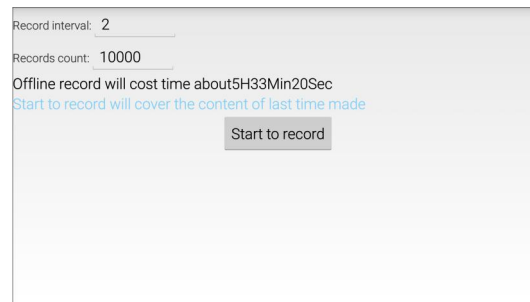 Record interval: 2
Records count: 10000
Offline record will cost time about5H33Min20Sec
Start to record will cover the content of last time made
Start to record